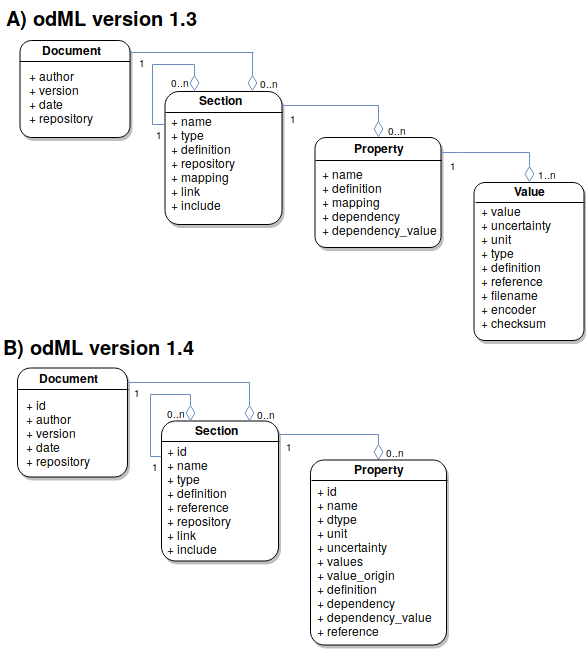 A) odML version 1.3
Document
+ author
+ version
+ date
+ repository
1
0..n
0..n
Section
+ name
+ type
+ definition
+ repository
+ mapping
+ link
+ include
1
1
0..n
Property
+ name
+ definition
+ mapping
+ dependency
+ dependency_value
1
1..n
Value
+ value
+ uncertainty
+ unit
+ type
+ definition
+ reference
+ filename
+ encoder
+ checksum
B) odML version 1.4
Document
+ id
+ author
+ version
+ date
+ repository
1
0..n
0..n
Section
+ id
+ name
+ type
+ definition
+ reference
+ repository
+ link
+ include
1
1
0..n
Property
+ id
+ name
+ dtype
+ unit
+ uncertainty
+ values
+ value_origin
+ definition
+ dependency
+ dependency_value
+ reference